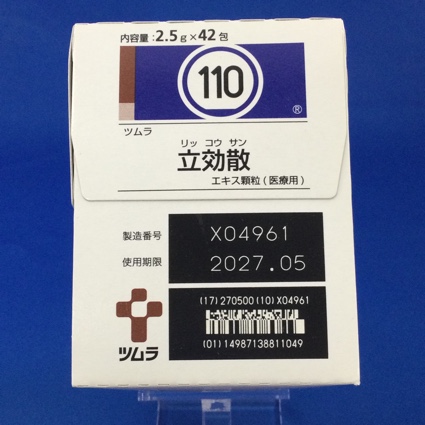 内容量:2.5g×42包
110
®
ツムラ
リッ コウ サン
立効散
エキス顆粒(医療用)
製造番号 X04961
使用期限 2027.05
(17)270500(10)X04961
(01)14987138811049
ツムラ